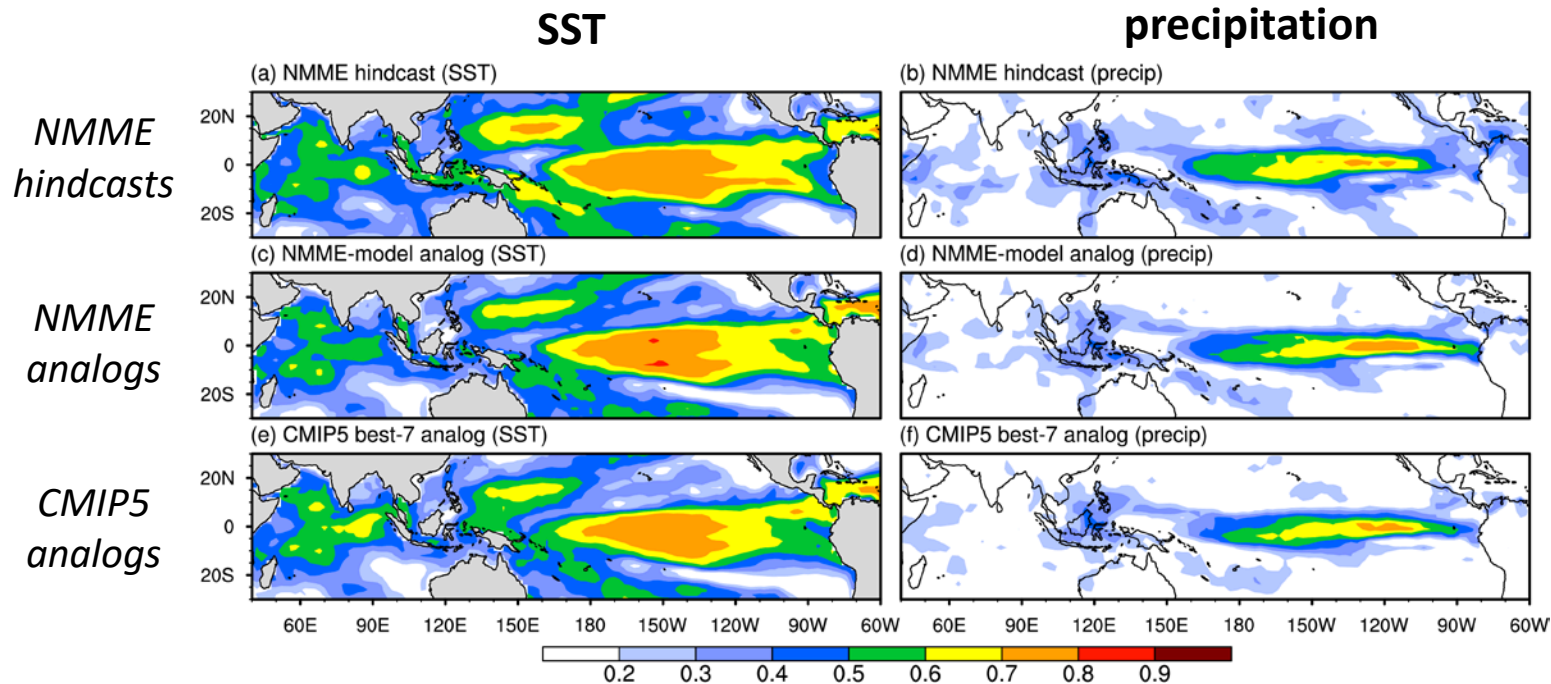 SST
precipitation
(a) NMME hindcast (SST)
(b) NMME hindcast (precip)
NMME
hindcasts
20N
0
20S
(c) NMME-model analog (SST)
(d) NMME-model analog (precip)
NMME
analogs
20N
0
20S
(e) CMIP5 best-7 analog (SST)
(f) CMIP5 best-7 analog (precip)
CMIP5
analogs
20N
0
20S
60E 90E 120E 150E 180 150W 120W 90W 60W
60E 90E 120E 150E 180 150W 120W 90W 60W
0.2 0.3 0.4 0.5 0.6 0.7 0.8 0.9